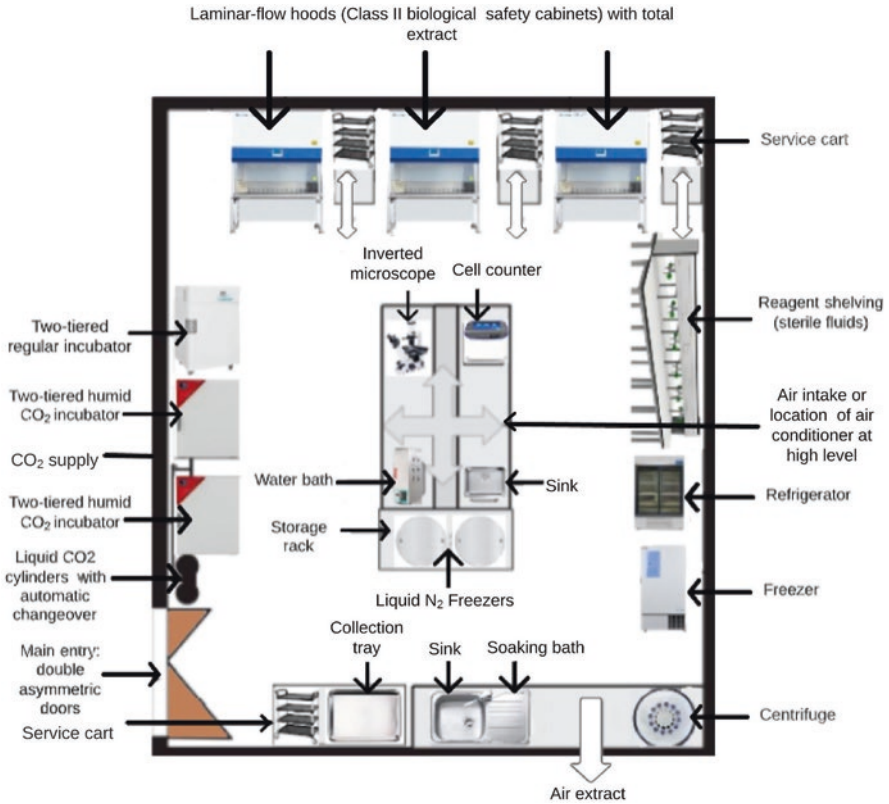 Laminar-flow hoods (Class II biological safety cabinets) with total
extract
Service cart
Inverted
microscope
Cell counter
Two-tiered
regular incubator
Reagent shelving
(sterile fluids)
Two-tiered humid
CO₂ incubator
Air intake or
location of air
conditioner at
high level
CO₂ supply
Water bath
Sink
Refrigerator
Two-tiered humid
CO₂ incubator
Storage
rack
Liquid CO2
cylinders with
automatic
changeover
Liquid N₂ Freezers
Freezer
Main entry:
double
asymmetric
doors
Collection
tray
Sink
Soaking bath
Service cart
Centrifuge
Air extract